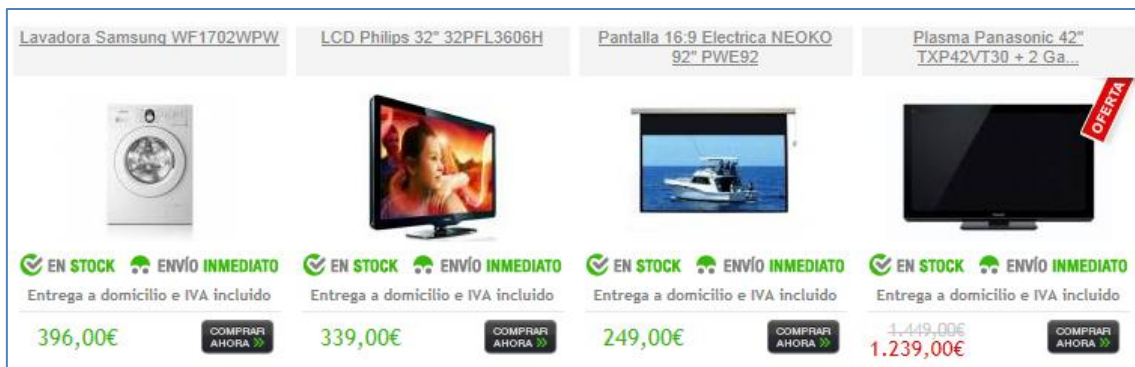 Lavadora Samsung WF1702WPW
LCD Philips 32" 32PFL3606H
Pantalla 16:9 Electrica NEOKO
92" PWE92
Plasma Panasonic 42"
TXP42VT30 + 2 Ga...
OFERTA
EN STOCK ENVÍO INMEDIATO
EN STOCK ENVÍO INMEDIATO
EN STOCK ENVÍO INMEDIATO
EN STOCK ENVÍO INMEDIATO
Entrega a domicilio e IVA incluido
Entrega a domicilio e IVA incluido
Entrega a domicilio e IVA incluido
Entrega a domicilio e IVA incluido
396,00€
COMPRAR
AHORA
339,00€
COMPRAR
AHORA
249,00€
COMPRAR
AHORA
1.449,00€
1.239,00€
COMPRAR
AHORA